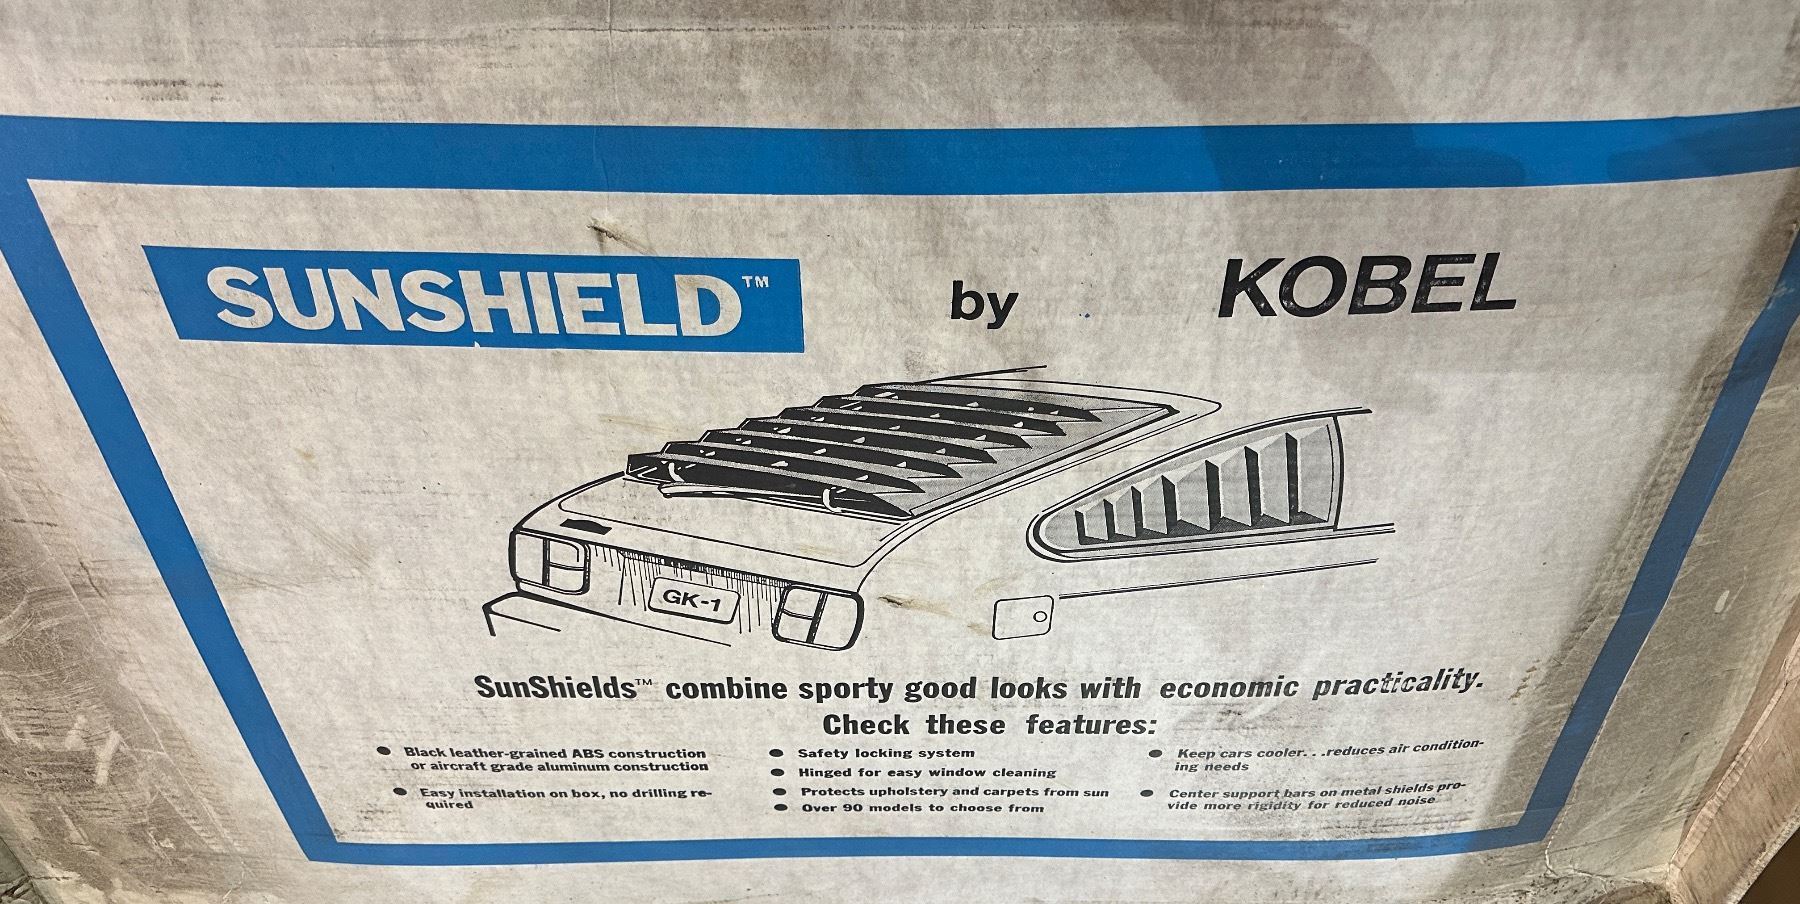 SUNSHIELD™ by KOBEL
GK-1
SunShields™ combine sporty good looks with economic practicality.
Check these features:
● Black leather-grained ABS construction
or aircraft grade aluminum construction
● Easy installation on box, no drilling re-
quired
● Safety locking system
● Hinged for easy window cleaning
● Protects upholstery and carpets from sun
● Over 90 models to choose from
● Keep cars cooler. . .reduces air condition-
ing needs
● Center support bars on metal shields pro-
vide more rigidity for reduced noise